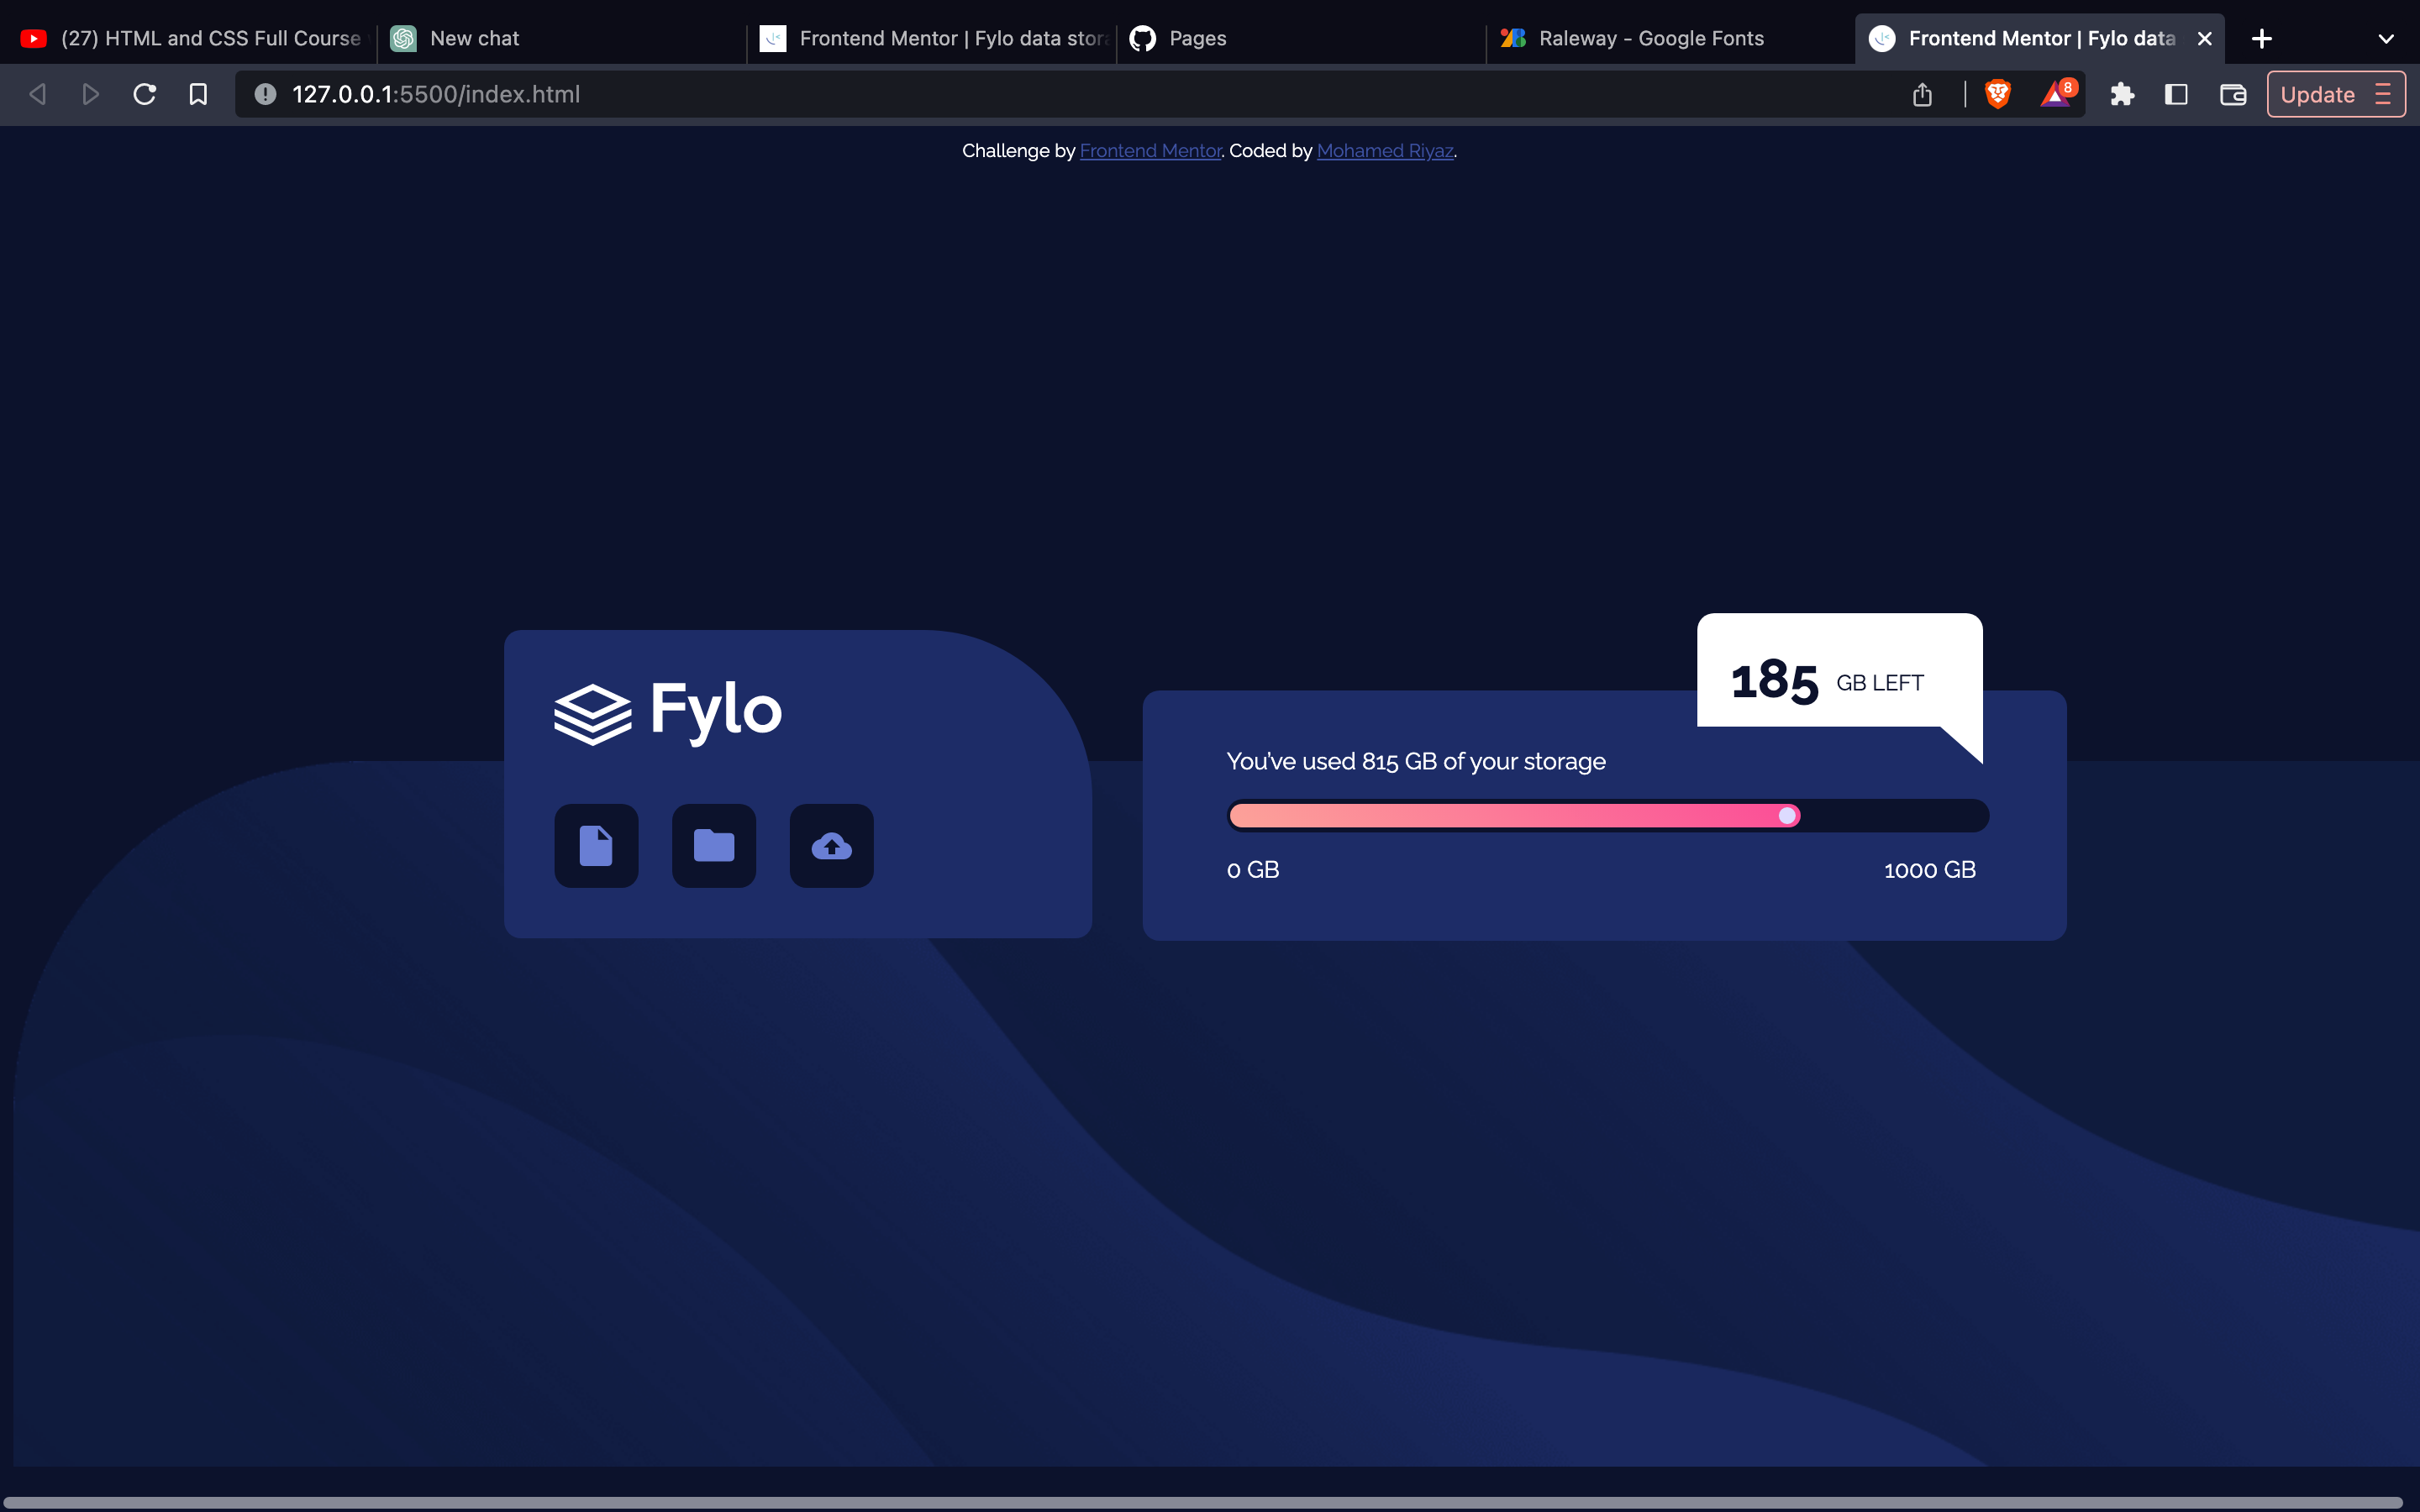 (27) HTML and CSS Full Course
New chat
Frontend Mentor | Fylo data stora
Pages
Raleway - Google Fonts
Frontend Mentor | Fylo data
127.0.0.1:5500/index.html
8
Update
Challenge by Frontend Mentor. Coded by Mohamed Riyaz.
Fylo
185 GB LEFT
You've used 815 GB of your storage
0 GB
1000 GB